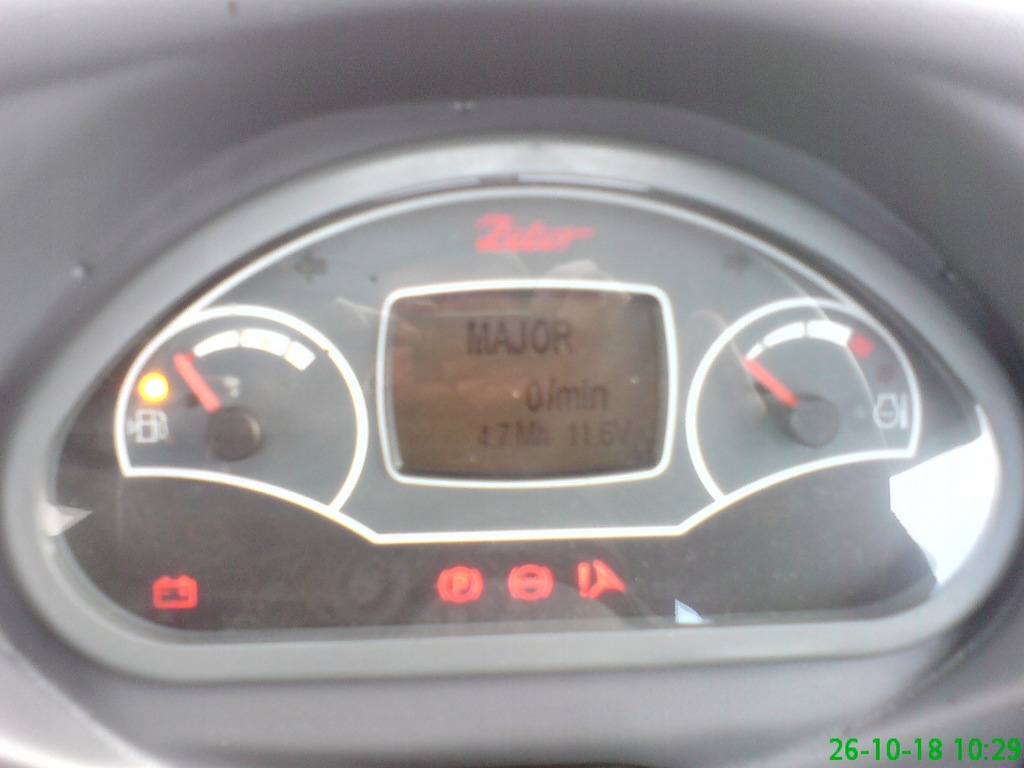 Zetor
MAJOR
0/min
4.7Mh 11.6V
P
26-10-18 10:29